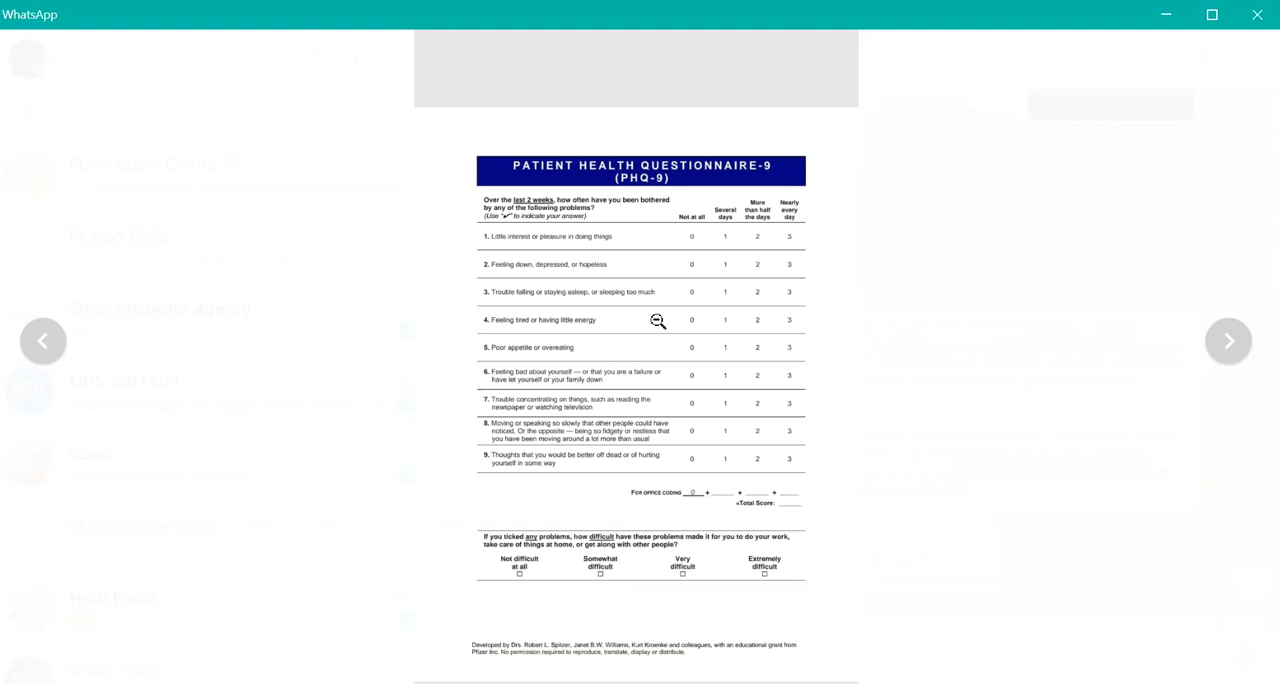 WhatsApp
PATIENT HEALTH QUESTIONNAIRE-9
(PHQ-9)
Over the last 2 weeks, how often have you been bothered
by any of the following problems?
(Use "✔" to indicate your answer)
Not at all
Several
days
More
than half
the days
Nearly
every
day
1. Little interest or pleasure in doing things 0 1 2 3
2. Feeling down, depressed, or hopeless 0 1 2 3
3. Trouble falling or staying asleep, or sleeping too much 0 1 2 3
4. Feeling tired or having little energy 0 1 2 3
5. Poor appetite or overeating 0 1 2 3
6. Feeling bad about yourself — or that you are a failure or
have let yourself or your family down 0 1 2 3
7. Trouble concentrating on things, such as reading the
newspaper or watching television 0 1 2 3
8. Moving or speaking so slowly that other people could have
noticed. Or the opposite — being so fidgety or restless that
you have been moving around a lot more than usual 0 1 2 3
9. Thoughts that you would be better off dead or of hurting
yourself in some way 0 1 2 3
FOR OFFICE CODING 0 + ______ + ______ + ______
=Total Score: ______
If you ticked any problems, how difficult have these problems made it for you to do your work,
take care of things at home, or get along with other people?
Not difficult
at all
Somewhat
difficult
Very
difficult
Extremely
difficult
Developed by Drs. Robert L. Spitzer, Janet B.W. Williams, Kurt Kroenke and colleagues, with an educational grant from
Pfizer Inc. No permission required to reproduce, translate, display or distribute.
NHS Job Hunt